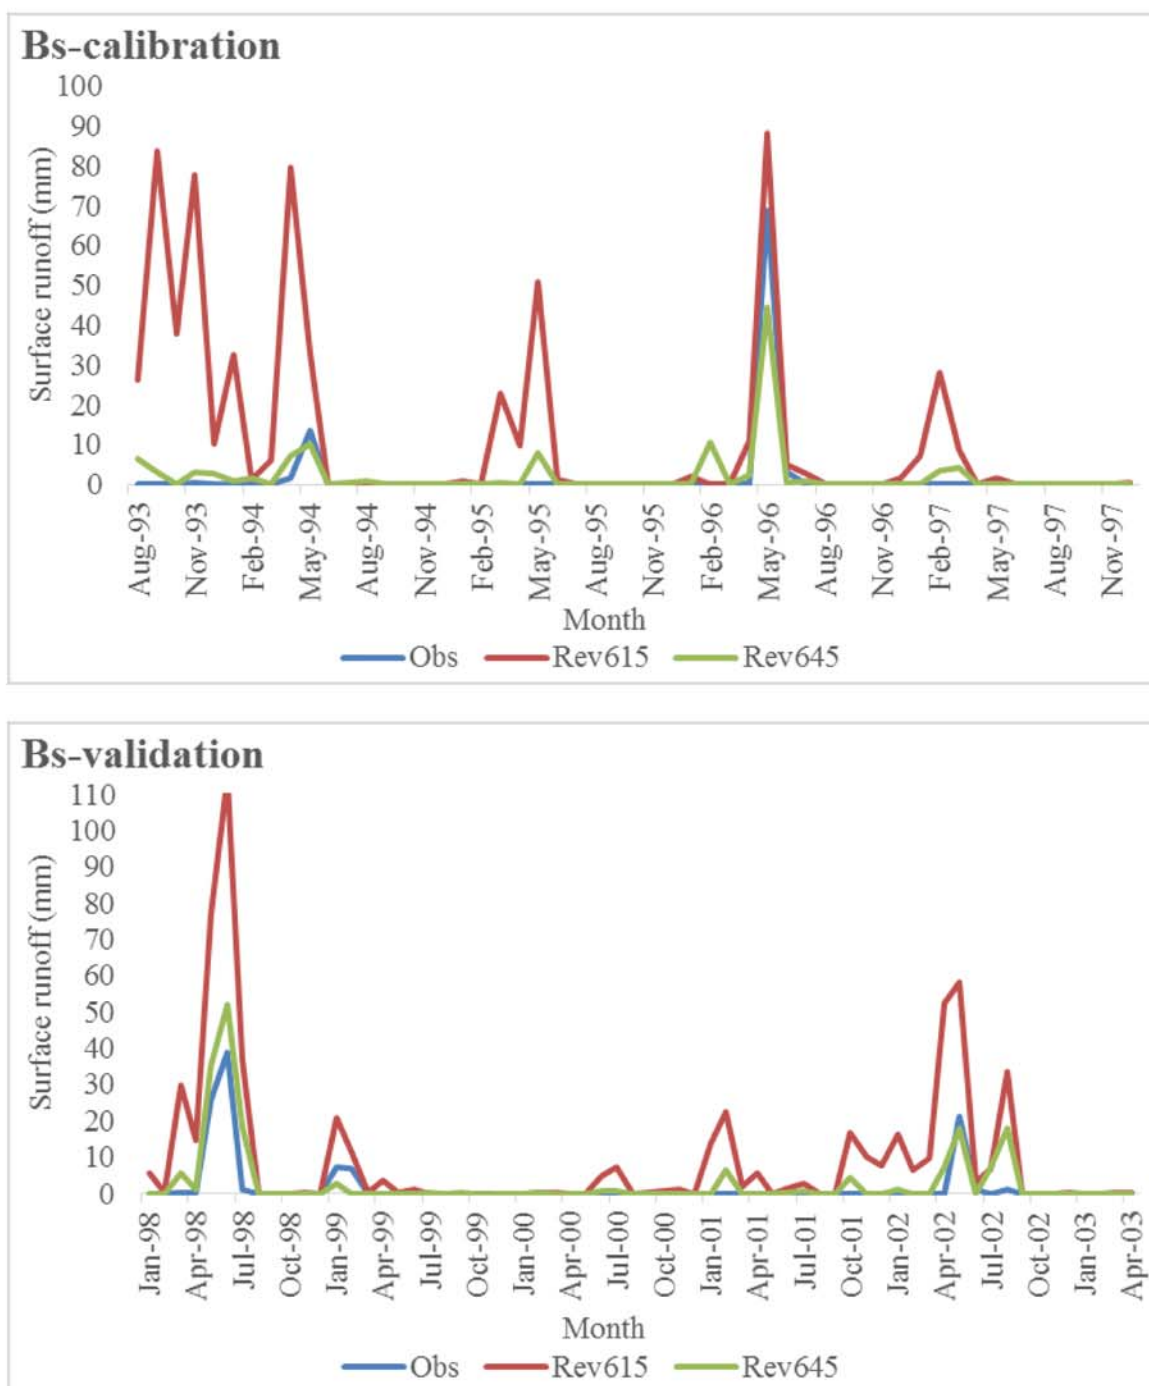 Bs-calibration
100
90
80
70
60
50
40
30
20
10
0
Surface runoff (mm)
Aug-93 Nov-93 Feb-94 May-94 Aug-94 Nov-94 Feb-95 May-95 Aug-95 Nov-95 Feb-96 May-96 Aug-96 Nov-96 Feb-97 May-97 Aug-97 Nov-97
Month
Obs Rev615 Rev645
Bs-validation
110
100
90
80
70
60
50
40
30
20
10
0
Surface runoff (mm)
Jan-98 Apr-98 Jul-98 Oct-98 Jan-99 Apr-99 Jul-99 Oct-99 Jan-00 Apr-00 Jul-00 Oct-00 Jan-01 Apr-01 Jul-01 Oct-01 Jan-02 Apr-02 Jul-02 Oct-02 Jan-03 Apr-03
Month
Obs Rev615 Rev645